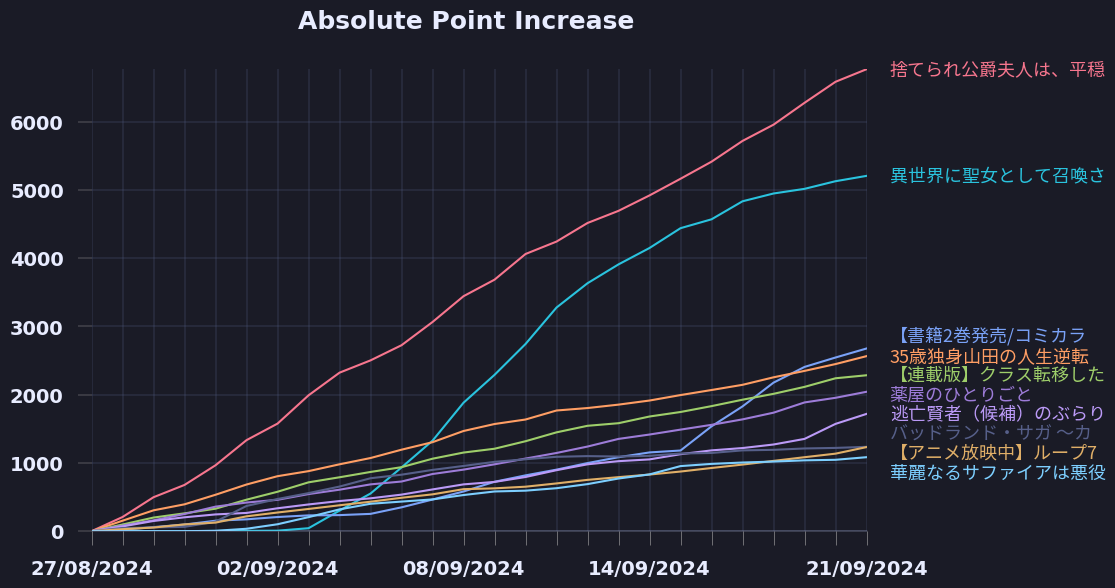 Absolute Point Increase
捨てられ公爵夫人は、平穏
6000
異世界に聖女として召喚さ
5000
4000
3000
【書籍2巻発売/コミカラ
35歳独身山田の人生逆転
【連載版】クラス転移した
2000
薬屋のひとりごと
逃亡賢者（候補）のぶらり
バッドランド・サガ ～カ
【アニメ放映中】ループ7
1000
華麗なるサファイアは悪役
0
27/08/2024
02/09/2024
08/09/2024
14/09/2024
21/09/2024